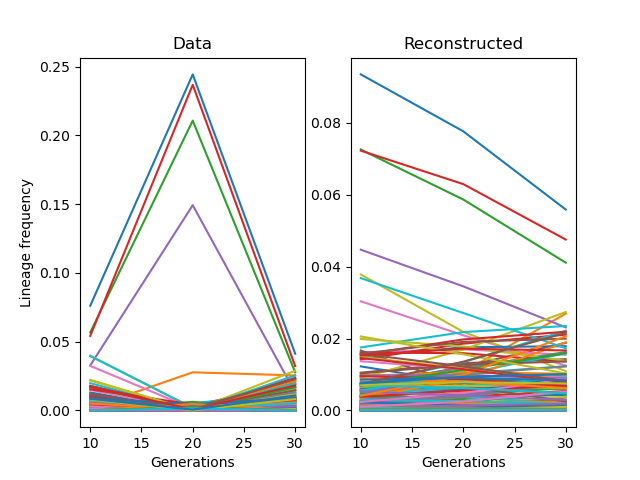 Data
Reconstructed
Lineage frequency
0.25
0.20
0.15
0.10
0.05
0.00
0.08
0.06
0.04
0.02
0.00
10 15 20 25 30
10 15 20 25 30
Generations
Generations